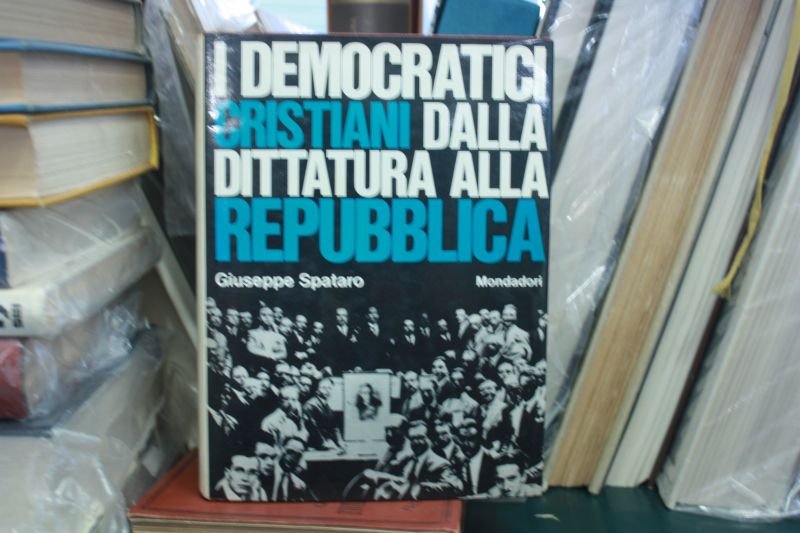 I DEMOCRATICI
CRISTIANI DALLA
DITTATURA ALLA
REPUBBLICA
Giuseppe Spataro
Mondadori